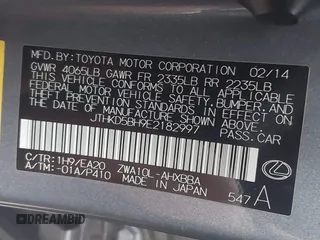 MFD. BY: TOYOTA MOTOR CORPORATION 02/14
GVWR 4065LB GAWR FR 2335LB RR 2235LB
THIS VEHICLE CONFORMS TO ALL APPLICABLE
FEDERAL MOTOR VEHICLE SAFETY, BUMPER, AND
THEFT PREVENTION STANDARDS IN EFFECT ON
THE DATE OF MANUFACTURE SHOWN ABOVE.
JTHKD5BH9E2182997 PASS. CAR
C/TR: 1H9/EA20 ZWA10L-AHXBBA
A/TM: -01A/P410 MADE IN JAPAN
547 A
DREAMBID